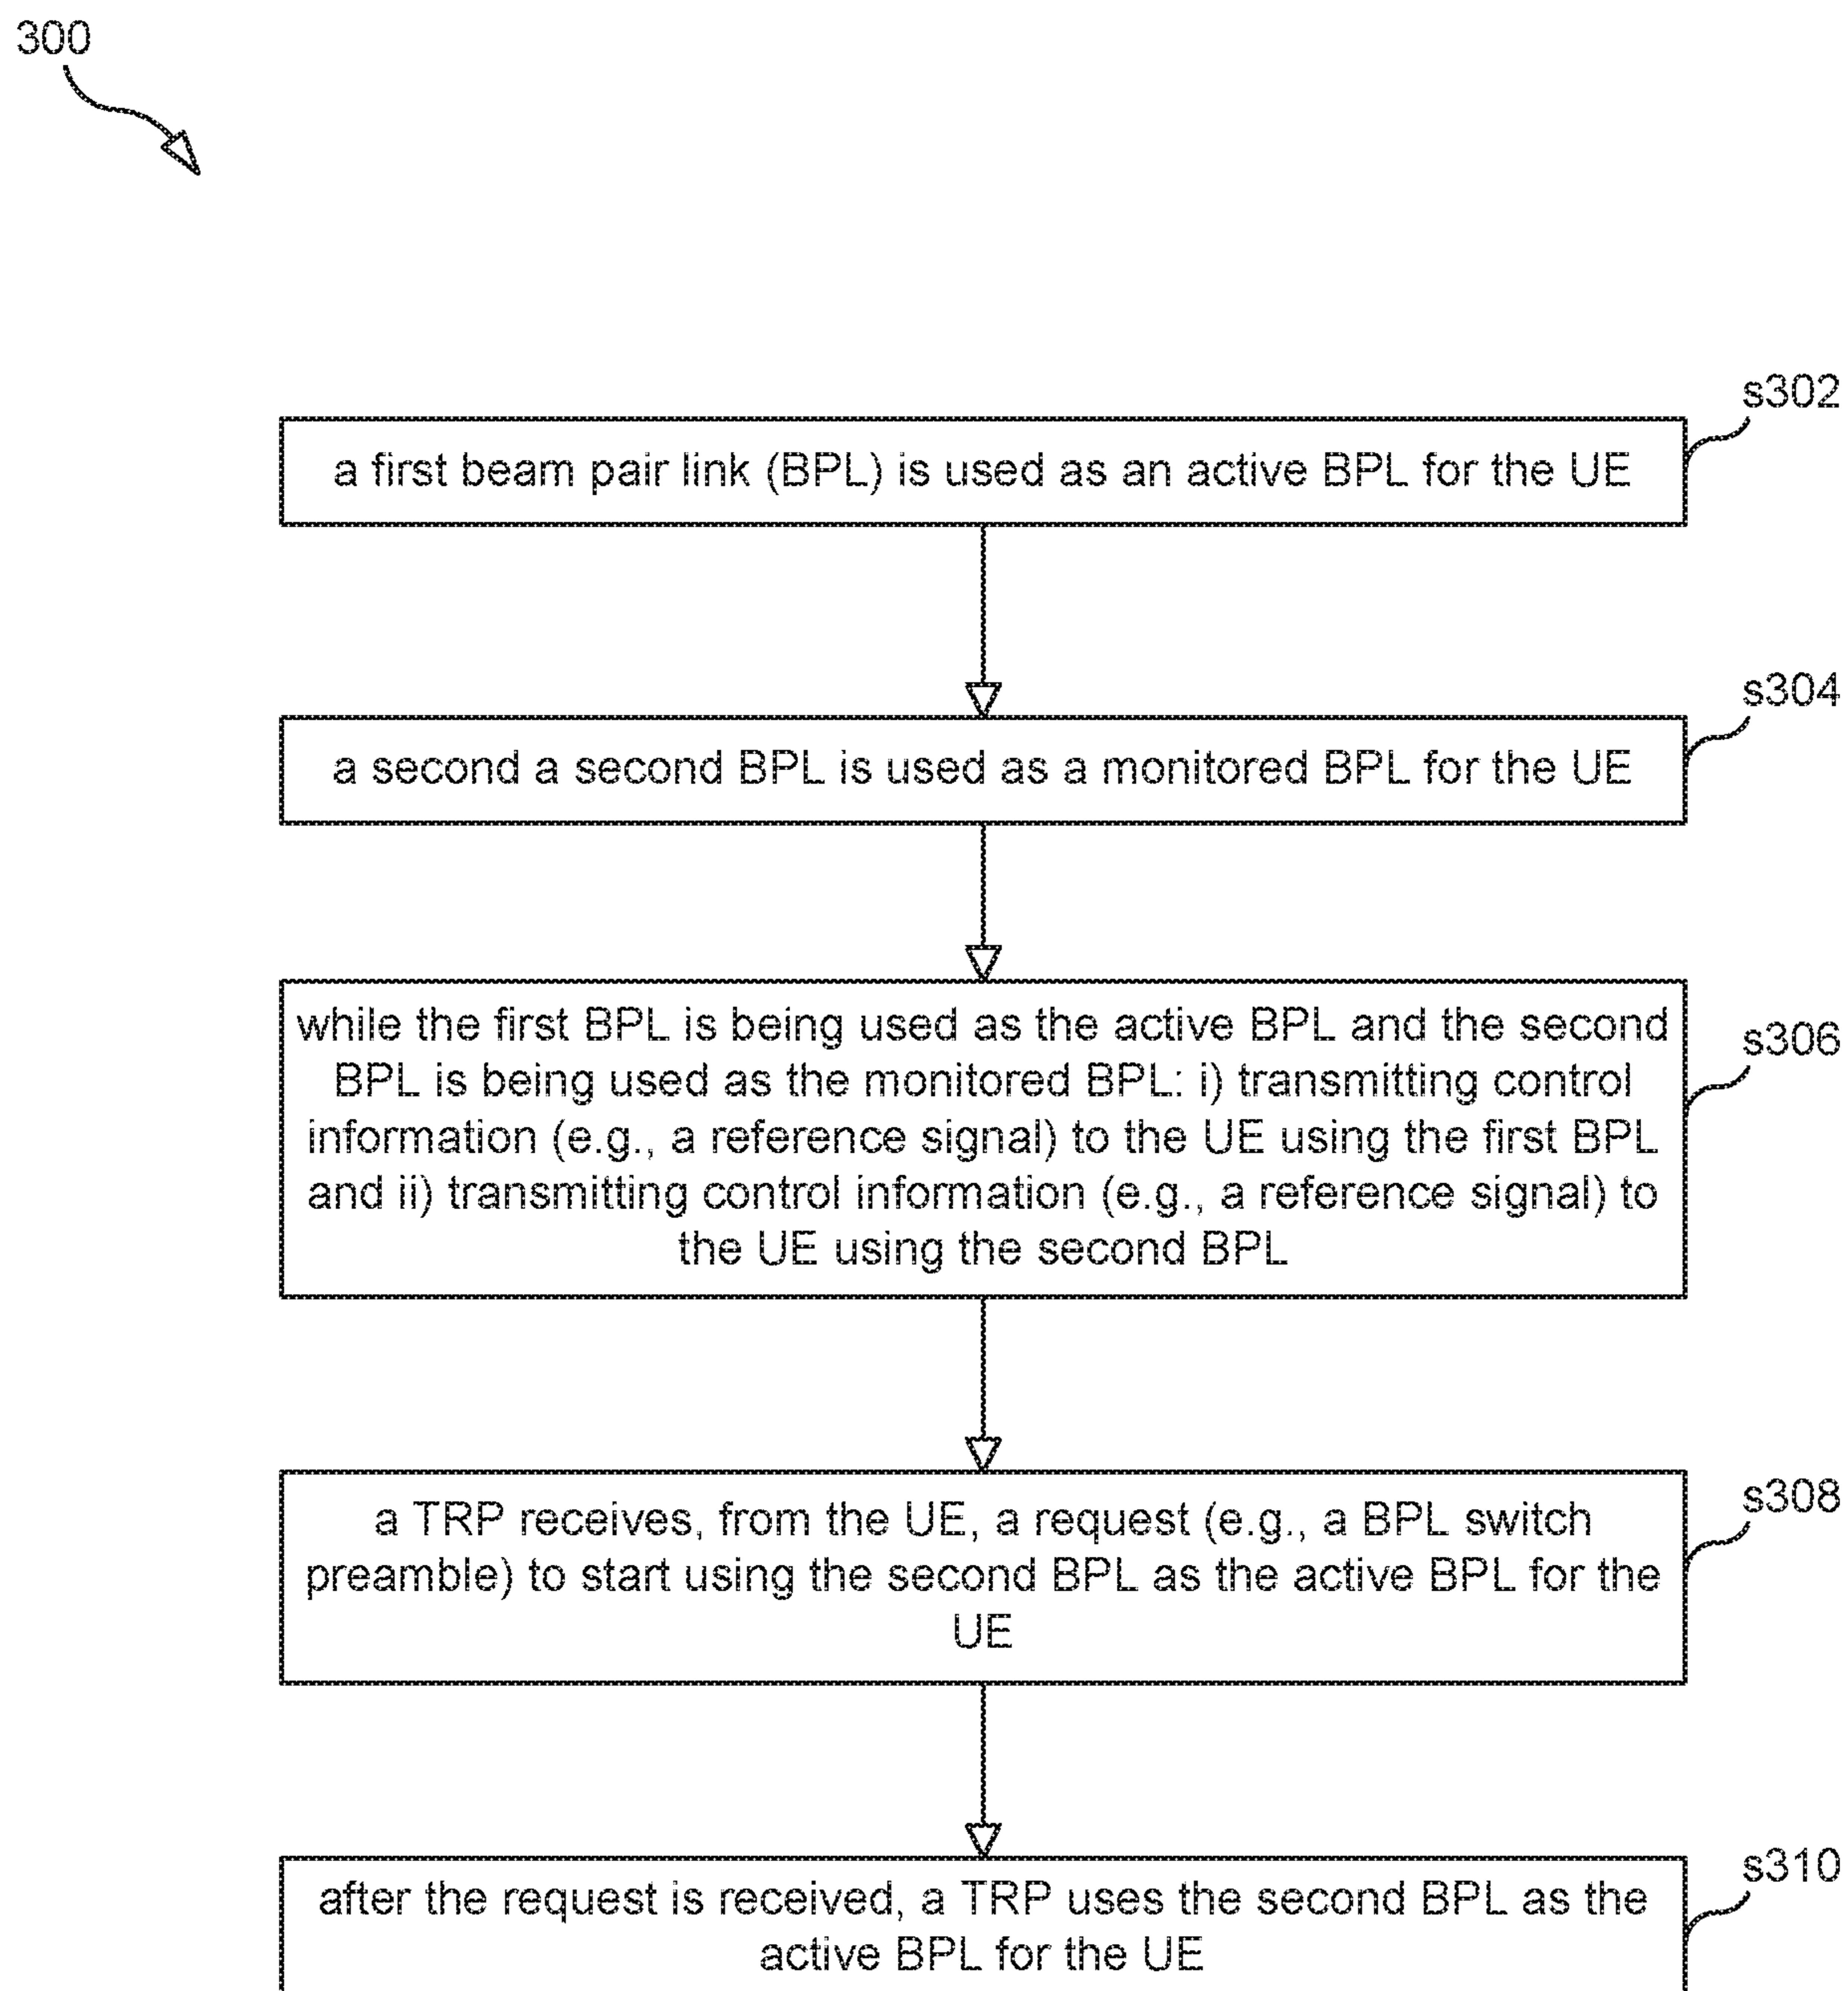 300
s302
a first beam pair link (BPL) is used as an active BPL for the UE
s304
a second a second BPL is used as a monitored BPL for the UE
while the first BPL is being used as the active BPL and the second
s306
BPL is being used as the monitored BPL: i) transmitting control
information (e.g., a reference signal) to the UE using the first BPL
and ii) transmitting control information (e.g., a reference signal) to
the UE using the second BPL
s308
a TRP receives, from the UE, a request (e.g., a BPL switch
preamble) to start using the second BPL as the active BPL for the
UE
s310
after the request is received, a TRP uses the second BPL as the
active BPL for the UE